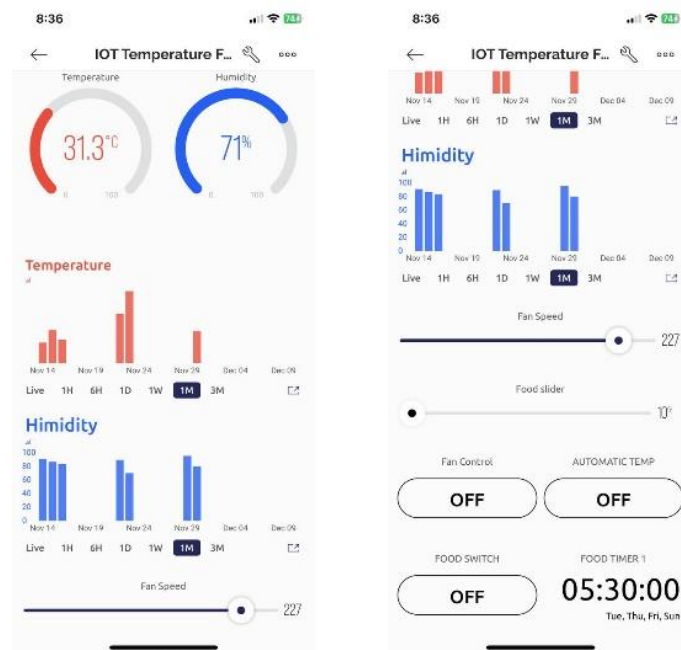 8:36
74
IOT Temperature F...
Temperature Humidity
31.3°C 71%
0 100 0 100
Temperature
Nov 14 Nov 19 Nov 24 Nov 29 Dec 04 Dec 09
Live 1H 6H 1D 1W 1M 3M
Himidity
100
80
60
40
20
0
Nov 14 Nov 19 Nov 24 Nov 29 Dec 04 Dec 09
Live 1H 6H 1D 1W 1M 3M
Fan Speed
227
8:36
74
IOT Temperature F...
Nov 14 Nov 19 Nov 24 Nov 29 Dec 04 Dec 09
Live 1H 6H 1D 1W 1M 3M
Himidity
100
80
60
40
20
0
Nov 14 Nov 19 Nov 24 Nov 29 Dec 04 Dec 09
Live 1H 6H 1D 1W 1M 3M
Fan Speed
227
Food slider
10°
Fan Control AUTOMATIC TEMP
OFF OFF
FOOD SWITCH FOOD TIMER 1
OFF 05:30:00
Tue, Thu, Fri, Sun